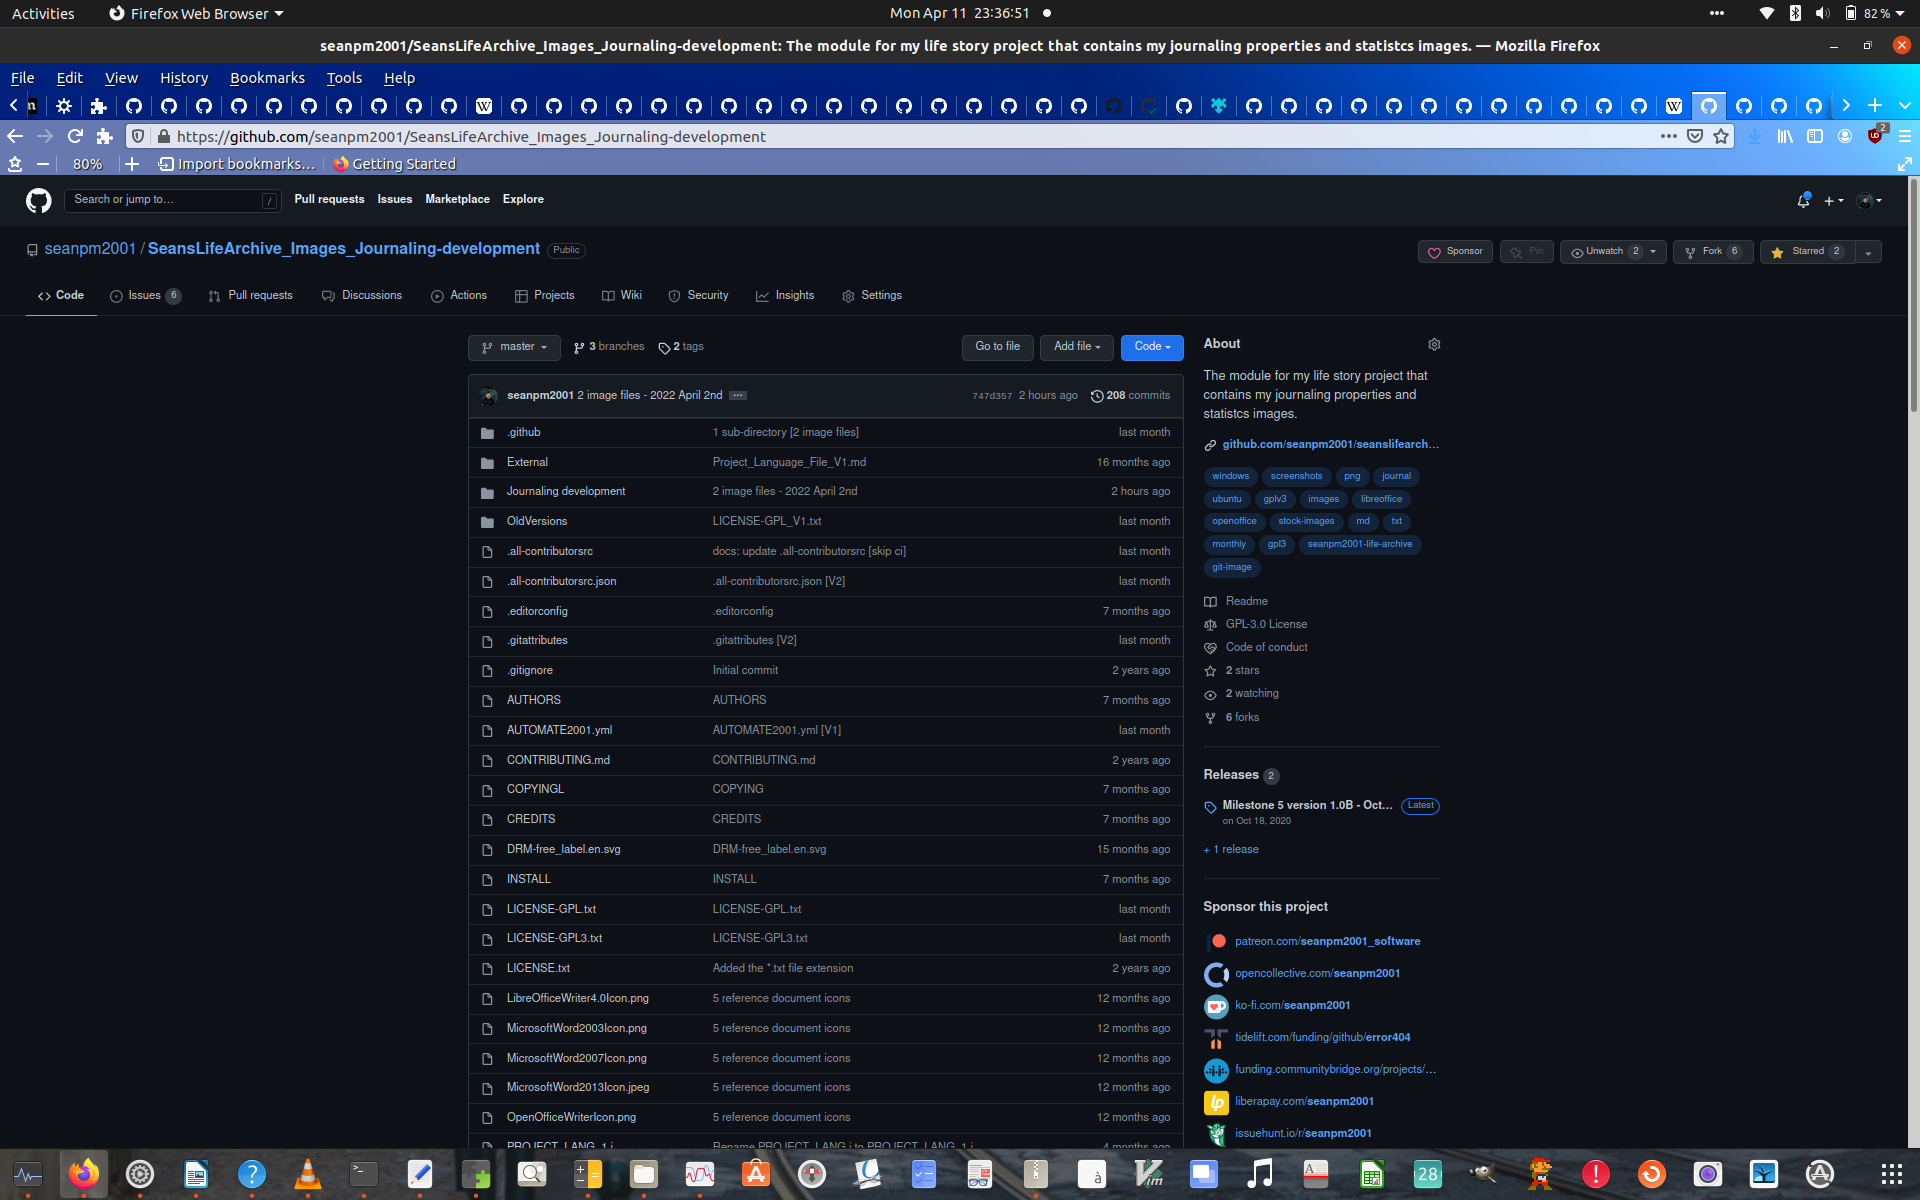 Activities Firefox Web Browser Mon Apr 11 23:36:51 82 %
seanpm2001/SeansLifeArchive_Images_Journaling-development: The module for my life story project that contains my journaling properties and statistcs images. — Mozilla Firefox
File Edit View History Bookmarks Tools Help
https://github.com/seanpm2001/SeansLifeArchive_Images_Journaling-development 2
80% Import bookmarks… Getting Started
Search or jump to… / Pull requests Issues Marketplace Explore
seanpm2001 / SeansLifeArchive_Images_Journaling-development Public
Sponsor Pin Unwatch 2 Fork 6 Starred 2
Code Issues 6 Pull requests Discussions Actions Projects Wiki Security Insights Settings
master 3 branches 2 tags Go to file Add file Code
seanpm2001 2 image files - 2022 April 2nd ... 747d357 2 hours ago 208 commits
.github 1 sub-directory [2 image files] last month
External Project_Language_File_V1.md 16 months ago
Journaling development 2 image files - 2022 April 2nd 2 hours ago
OldVersions LICENSE-GPL_V1.txt last month
.all-contributorsrc docs: update .all-contributorsrc [skip ci] last month
.all-contributorsrc.json .all-contributorsrc.json [V2] last month
.editorconfig .editorconfig 7 months ago
.gitattributes .gitattributes [V2] last month
.gitignore Initial commit 2 years ago
AUTHORS AUTHORS 7 months ago
AUTOMATE2001.yml AUTOMATE2001.yml [V1] last month
CONTRIBUTING.md CONTRIBUTING.md 2 years ago
COPYINGL COPYING 7 months ago
CREDITS CREDITS 7 months ago
DRM-free_label.en.svg DRM-free_label.en.svg 15 months ago
INSTALL INSTALL 7 months ago
LICENSE-GPL.txt LICENSE-GPL.txt last month
LICENSE-GPL3.txt LICENSE-GPL3.txt last month
LICENSE.txt Added the *.txt file extension 2 years ago
LibreOfficeWriter4.0Icon.png 5 reference document icons 12 months ago
MicrosoftWord2003Icon.png 5 reference document icons 12 months ago
MicrosoftWord2007Icon.png 5 reference document icons 12 months ago
MicrosoftWord2013Icon.jpeg 5 reference document icons 12 months ago
OpenOfficeWriterIcon.png 5 reference document icons 12 months ago
PROJECT_LANG_1.j Rename PROJECT_LANG.j to PROJECT_LANG_1.j 4 months ago
About
The module for my life story project that
contains my journaling properties and
statistcs images.
github.com/seanpm2001/seanslifearch…
windows screenshots png journal
ubuntu gplv3 images libreoffice
openoffice stock-images md txt
monthly gpl3 seanpm2001-life-archive
git-image
Readme
GPL-3.0 License
Code of conduct
2 stars
2 watching
6 forks
Releases 2
Milestone 5 version 1.0B - Oct… Latest
on Oct 18, 2020
+ 1 release
Sponsor this project
patreon.com/seanpm2001_software
opencollective.com/seanpm2001
ko-fi.com/seanpm2001
tidelift.com/funding/github/error404
funding.communitybridge.org/projects/…
liberapay.com/seanpm2001
issuehunt.io/r/seanpm2001
28